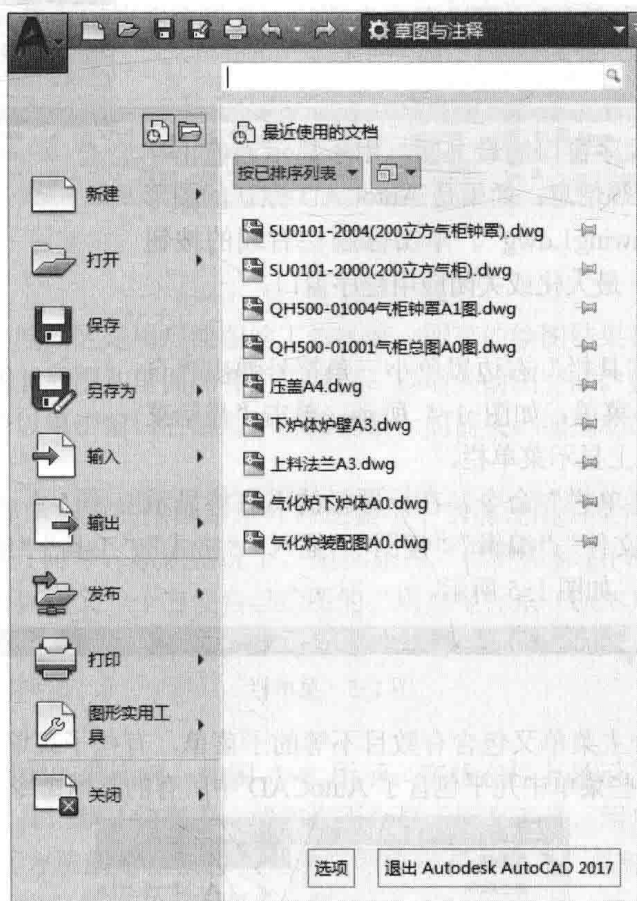 草图与注释
最近使用的文档
按已排序列表
新建
打开
保存
另存为
输入
输出
发布
打印
图形实用工
具
关闭
SU0101-2004(200立方气柜钟罩).dwg
SU0101-2000(200立方气柜).dwg
QH500-01004气柜钟罩A1图.dwg
QH500-01001气柜总图A0图.dwg
压盖A4.dwg
下炉体炉壁A3.dwg
上料法兰A3.dwg
气化炉下炉体A0.dwg
气化炉装配图A0.dwg
选项
退出 Autodesk AutoCAD 2017